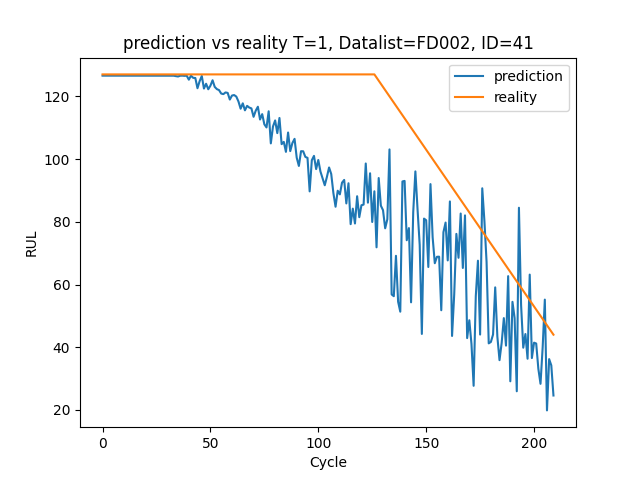 prediction vs reality T=1, Datalist=FD002, ID=41
prediction
reality
RUL
120
100
80
60
40
20
0
50
100
150
200
Cycle